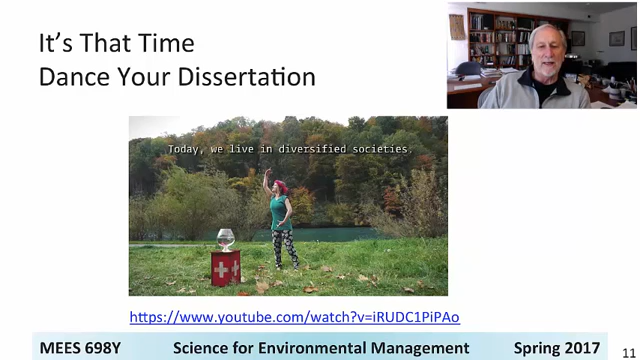 It's That Time
Dance Your Dissertation
Today, we live in diversified societies.
https://www.youtube.com/watch?v=iRUDC1PiPAo
MEES 698Y Science for Environmental Management Spring 2017
11